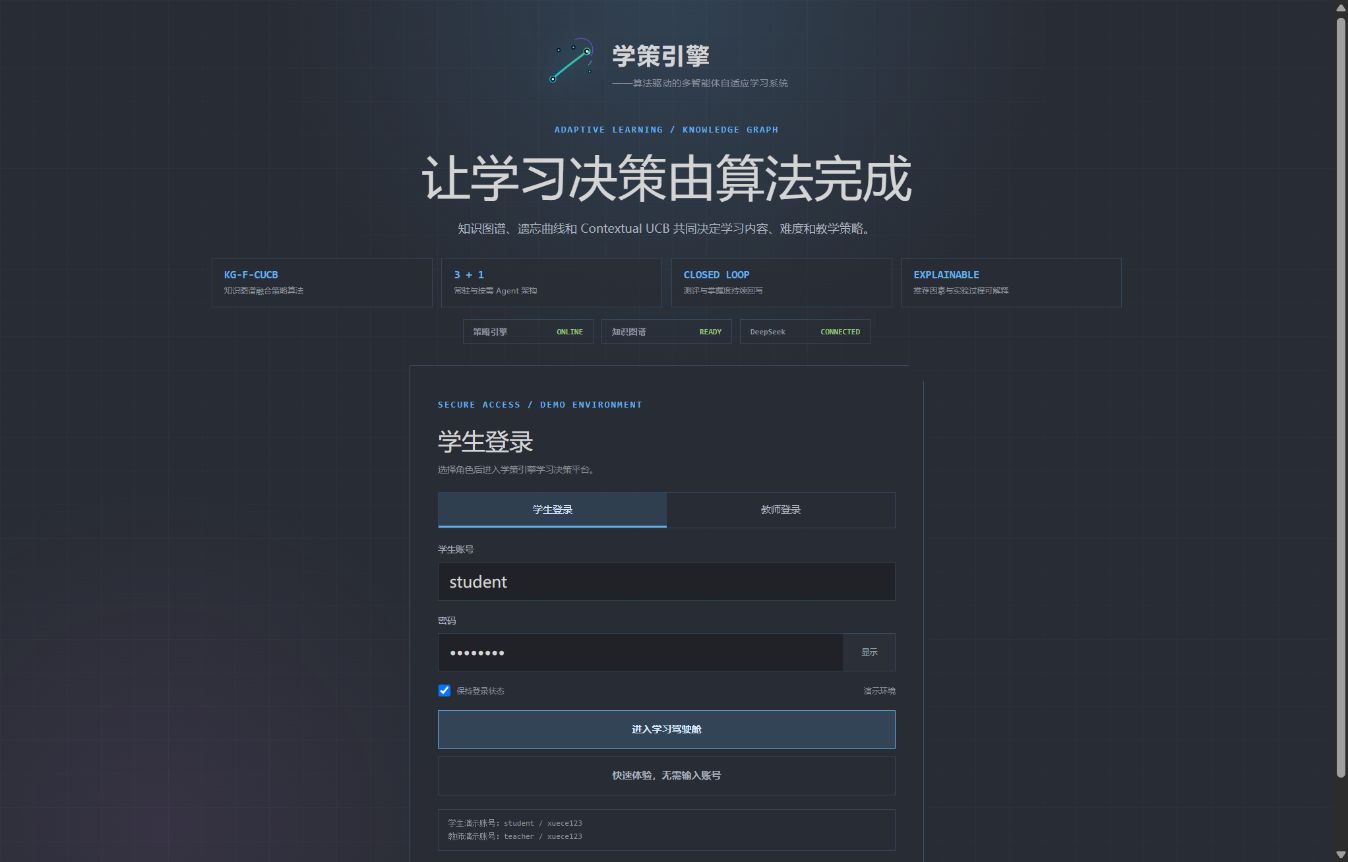 学策引擎
——算法驱动的多智能体自适应学习系统
ADAPTIVE LEARNING / KNOWLEDGE GRAPH
让学习决策由算法完成
知识图谱、遗忘曲线和 Contextual UCB 共同决定学习内容、难度和教学策略。
KG-F-CUCB
知识图谱融合策略算法
3 + 1
常驻与按需 Agent 架构
CLOSED LOOP
测评与掌握度持续回写
EXPLAINABLE
推荐因素与实验过程可解释
策略引擎 ONLINE
知识图谱 READY
DeepSeek CONNECTED
SECURE ACCESS / DEMO ENVIRONMENT
学生登录
选择角色后进入学策引擎学习决策平台。
学生登录 教师登录
学生账号
student
密码
显示
保持登录状态 演示环境
进入学习驾驶舱
快速体验，无需输入账号
学生演示账号: student / xuece123
教师演示账号: teacher / xuece123